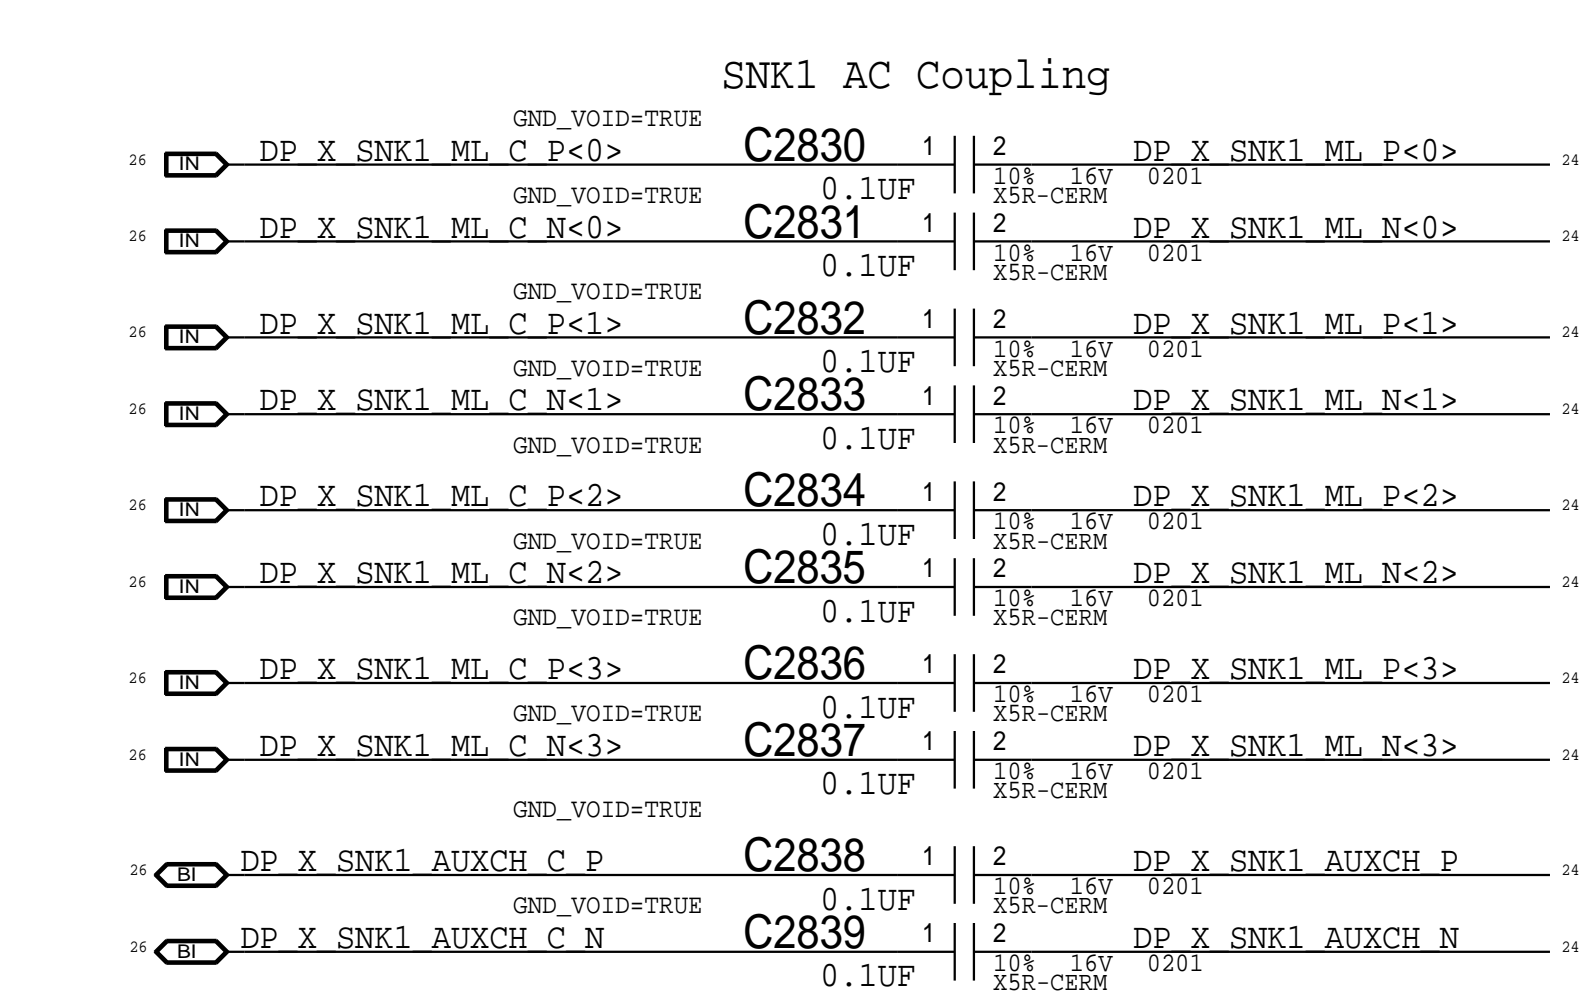 SNK1 AC Coupling
GND_VOID=TRUE
26 IN DP_X_SNK1_ML_C_P<0> C2830 1 2 DP_X_SNK1_ML_P<0> 24
0.1UF 10% 16V 0201
X5R-CERM
GND_VOID=TRUE
26 IN DP_X_SNK1_ML_C_N<0> C2831 1 2 DP_X_SNK1_ML_N<0> 24
0.1UF 10% 16V 0201
X5R-CERM
GND_VOID=TRUE
26 IN DP_X_SNK1_ML_C_P<1> C2832 1 2 DP_X_SNK1_ML_P<1> 24
0.1UF 10% 16V 0201
X5R-CERM
GND_VOID=TRUE
26 IN DP_X_SNK1_ML_C_N<1> C2833 1 2 DP_X_SNK1_ML_N<1> 24
0.1UF 10% 16V 0201
X5R-CERM
GND_VOID=TRUE
26 IN DP_X_SNK1_ML_C_P<2> C2834 1 2 DP_X_SNK1_ML_P<2> 24
0.1UF 10% 16V 0201
X5R-CERM
GND_VOID=TRUE
26 IN DP_X_SNK1_ML_C_N<2> C2835 1 2 DP_X_SNK1_ML_N<2> 24
0.1UF 10% 16V 0201
X5R-CERM
GND_VOID=TRUE
26 IN DP_X_SNK1_ML_C_P<3> C2836 1 2 DP_X_SNK1_ML_P<3> 24
0.1UF 10% 16V 0201
X5R-CERM
GND_VOID=TRUE
26 IN DP_X_SNK1_ML_C_N<3> C2837 1 2 DP_X_SNK1_ML_N<3> 24
0.1UF 10% 16V 0201
X5R-CERM
GND_VOID=TRUE
26 BI DP_X_SNK1_AUXCH_C_P C2838 1 2 DP_X_SNK1_AUXCH_P 24
0.1UF 10% 16V 0201
X5R-CERM
GND_VOID=TRUE
26 BI DP_X_SNK1_AUXCH_C_N C2839 1 2 DP_X_SNK1_AUXCH_N 24
0.1UF 10% 16V 0201
X5R-CERM